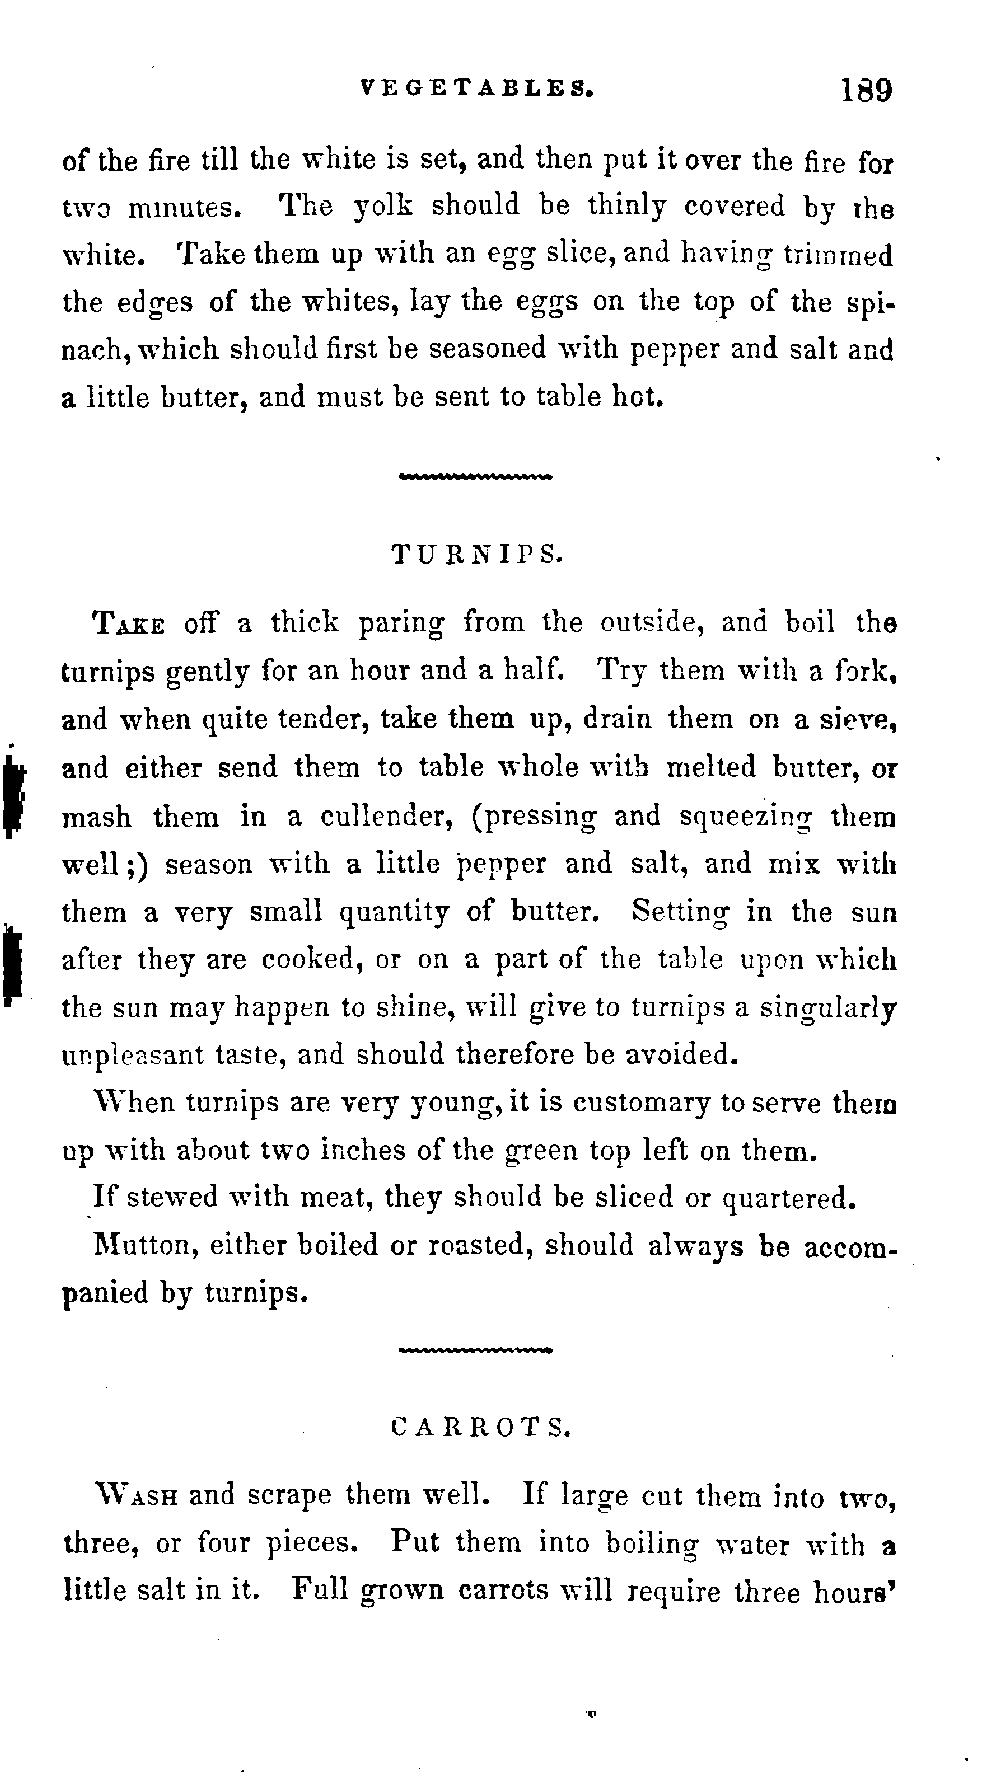 VEGETABLES. 189
of the fire till the white is set, and then put it over the fire for
two minutes. The yolk should be thinly covered by the
white. Take them up with an egg slice, and having trimmed
the edges of the whites, lay the eggs on the top of the spi-
nach, which should first be seasoned with pepper and salt and
a little butter, and must be sent to table hot.
TURNIPS.
TAKE off a thick paring from the outside, and boil the
turnips gently for an hour and a half. Try them with a fork,
and when quite tender, take them up, drain them on a sieve,
and either send them to table whole with melted butter, or
mash them in a cullender, (pressing and squeezing them
well;) season with a little pepper and salt, and mix with
them a very small quantity of butter. Setting in the sun
after they are cooked, or on a part of the table upon which
the sun may happen to shine, will give to turnips a singularly
unpleasant taste, and should therefore be avoided.
When turnips are very young, it is customary to serve them
up with about two inches of the green top left on them.
If stewed with meat, they should be sliced or quartered.
Mutton, either boiled or roasted, should always be accom-
panied by turnips.
CARROTS.
WASH and scrape them well. If large cut them into two,
three, or four pieces. Put them into boiling water with a
little salt in it. Full grown carrots will require three hours'